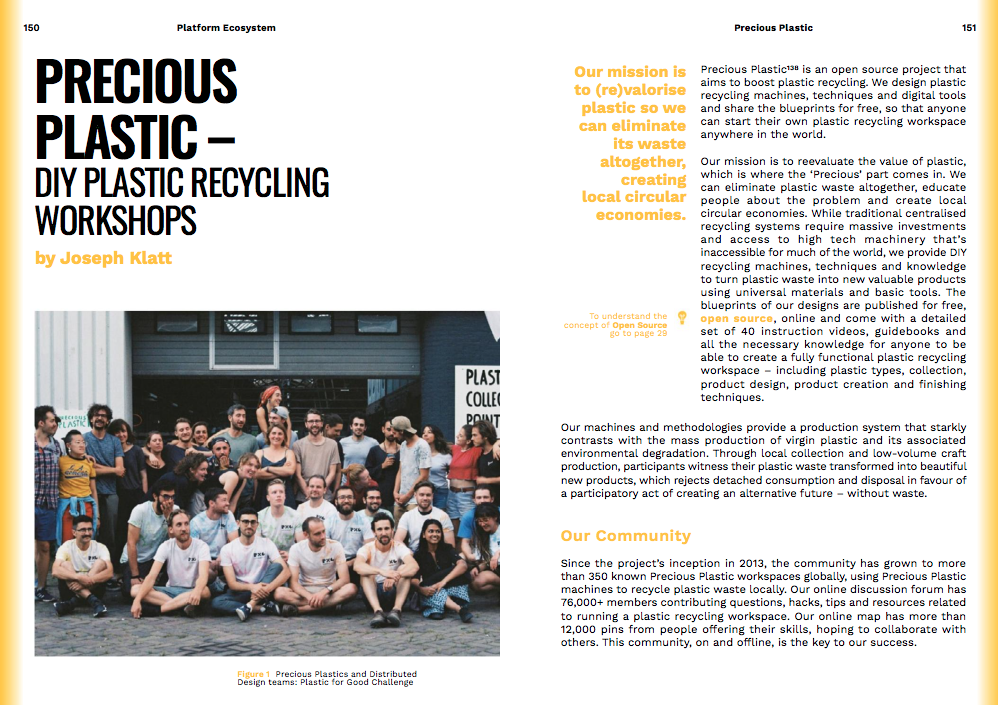 150
Platform Ecosystem
PRECIOUS
PLASTIC –
DIY PLASTIC RECYCLING
WORKSHOPS
by Joseph Klatt
PRECIOUS
PLASTIC
PLAST
COLLEC
POINT
Figure 1 Precious Plastics and Distributed
Design teams: Plastic for Good Challenge
Precious Plastic
151
Our mission is
to (re)valorise
plastic so we
can eliminate
its waste
altogether,
creating
local circular
economies.
Precious Plastic¹³⁸ is an open source project that
aims to boost plastic recycling. We design plastic
recycling machines, techniques and digital tools
and share the blueprints for free, so that anyone
can start their own plastic recycling workspace
anywhere in the world.
Our mission is to reevaluate the value of plastic,
which is where the ‘Precious‘ part comes in. We
can eliminate plastic waste altogether, educate
people about the problem and create local
circular economies. While traditional centralised
recycling systems require massive investments
and access to high tech machinery that’s
inaccessible for much of the world, we provide DIY
recycling machines, techniques and knowledge
to turn plastic waste into new valuable products
using universal materials and basic tools. The
blueprints of our designs are published for free,
open source, online and come with a detailed
set of 40 instruction videos, guidebooks and
all the necessary knowledge for anyone to be
able to create a fully functional plastic recycling
workspace – including plastic types, collection,
product design, product creation and finishing
techniques.
To understand the
concept of Open Source
go to page 29
Our machines and methodologies provide a production system that starkly
contrasts with the mass production of virgin plastic and its associated
environmental degradation. Through local collection and low-volume craft
production, participants witness their plastic waste transformed into beautiful
new products, which rejects detached consumption and disposal in favour of
a participatory act of creating an alternative future – without waste.
Our Community
Since the project’s inception in 2013, the community has grown to more
than 350 known Precious Plastic workspaces globally, using Precious Plastic
machines to recycle plastic waste locally. Our online discussion forum has
76,000+ members contributing questions, hacks, tips and resources related
to running a plastic recycling workspace. Our online map has more than
12,000 pins from people offering their skills, hoping to collaborate with
others. This community, on and offline, is the key to our success.